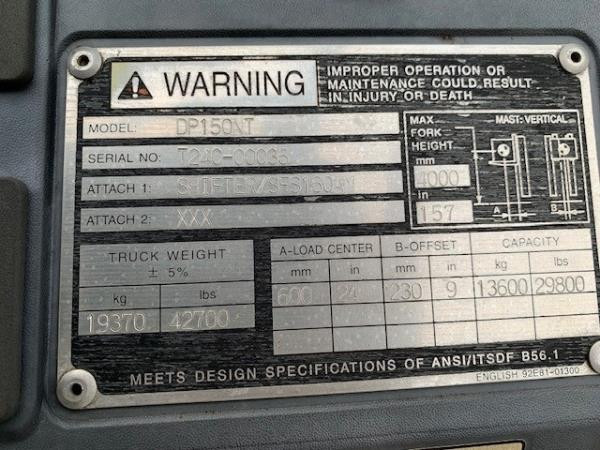 WARNING
IMPROPER OPERATION OR
MAINTENANCE COULD RESULT
IN INJURY OR DEATH
MODEL: DP150NT
SERIAL NO: T24C-00035
ATTACH 1:
ATTACH 2: XXX
MAX
FORK
HEIGHT
mm
4000
in
157
MAST: VERTICAL
A B
TRUCK WEIGHT
± 5%
kg lbs
19370 42700
A-LOAD CENTER B-OFFSET CAPACITY
mm in mm in kg lbs
600 24 230 9 13600 29800
MEETS DESIGN SPECIFICATIONS OF ANSI/ITSDF B56.1
ENGLISH 92E81-01300